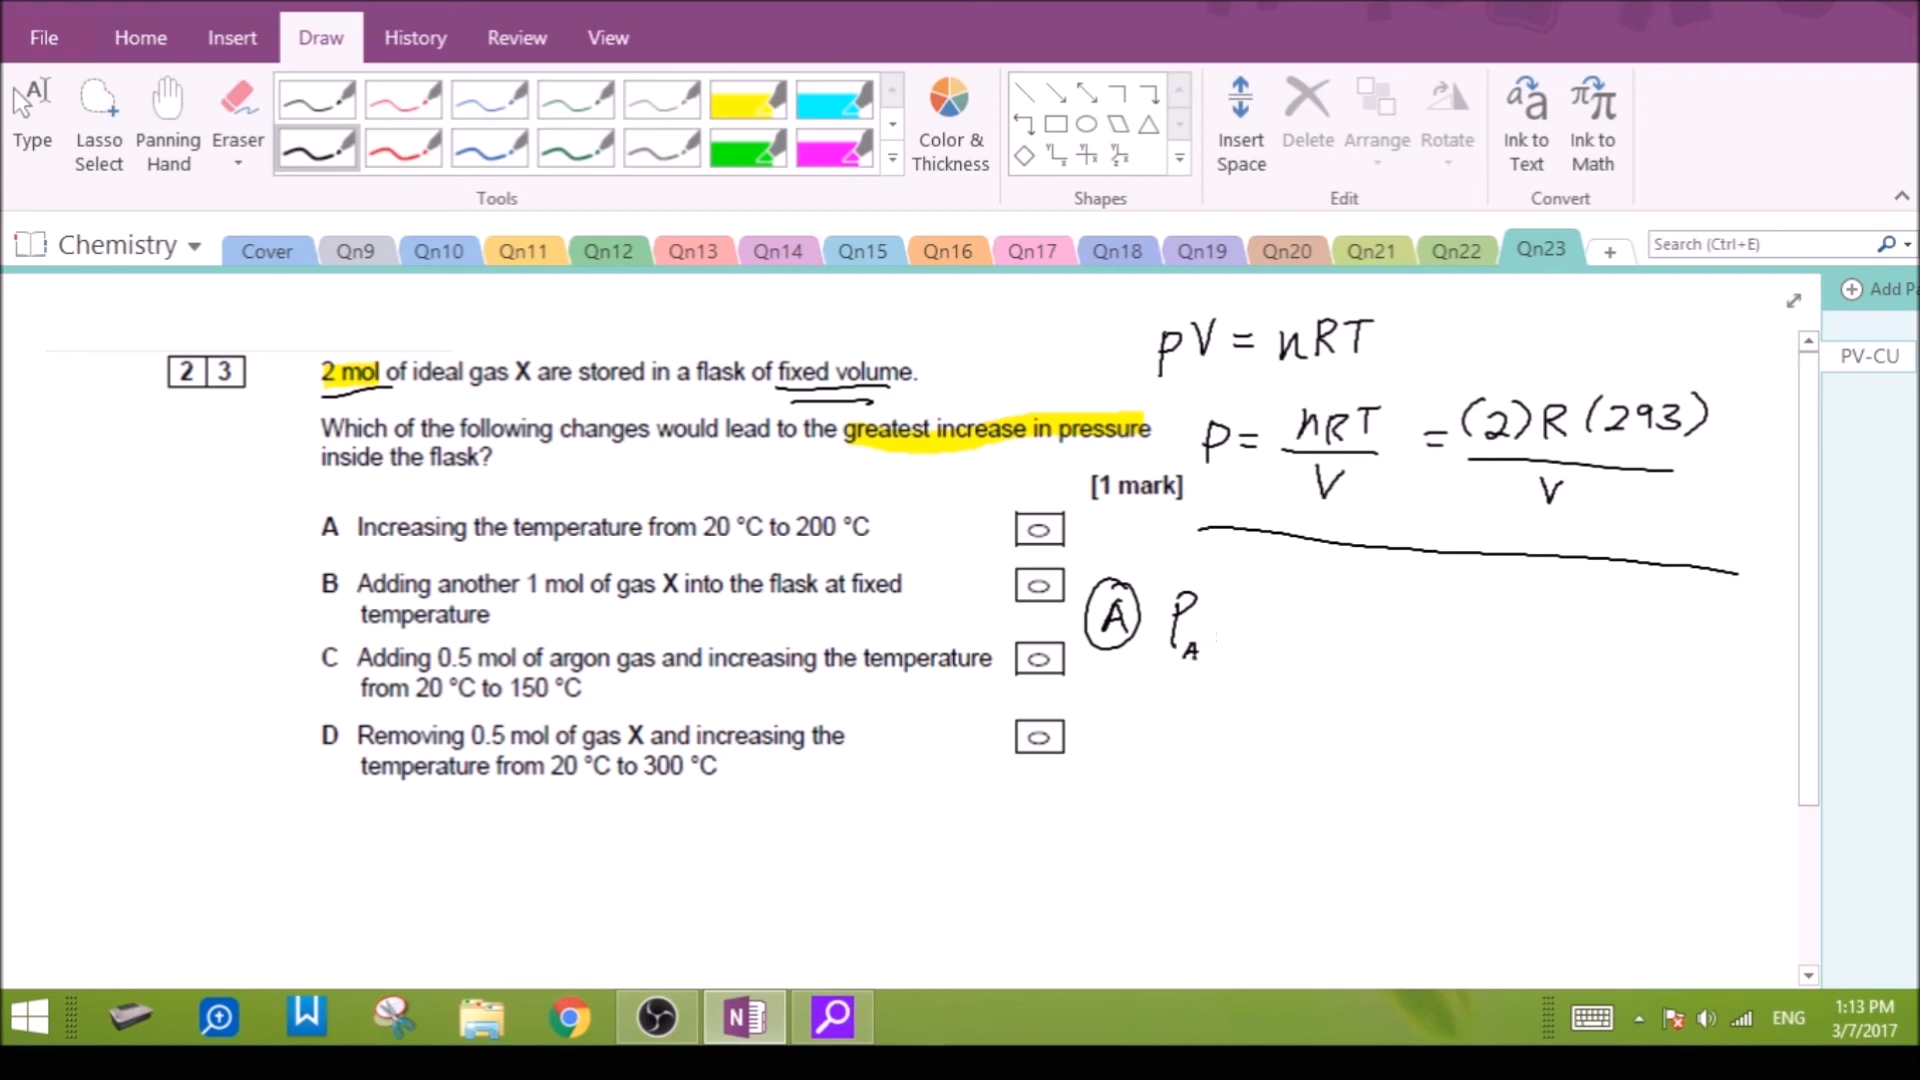 File Home Insert Draw History Review View
Type
Lasso Select
Panning Hand
Eraser
Color & Thickness
Insert Space
Delete
Arrange
Rotate
Ink to Text
Ink to Math
Tools Shapes Edit Convert
Chemistry Cover Qn9 Qn10 Qn11 Qn12 Qn13 Qn14 Qn15 Qn16 Qn17 Qn18 Qn19 Qn20 Qn21 Qn22 Qn23 + Search (Ctrl+E)
Add Pa
PV-CU
2 3 2 mol of ideal gas X are stored in a flask of fixed volume.
Which of the following changes would lead to the greatest increase in pressure
inside the flask?
[1 mark]
A Increasing the temperature from 20 °C to 200 °C
B Adding another 1 mol of gas X into the flask at fixed
temperature
C Adding 0.5 mol of argon gas and increasing the temperature
from 20 °C to 150 °C
D Removing 0.5 mol of gas X and increasing the
temperature from 20 °C to 300 °C
pV = nRT
P = nRT / V = (2)R(293) / V
A P A
ENG
1:13 PM
3/7/2017